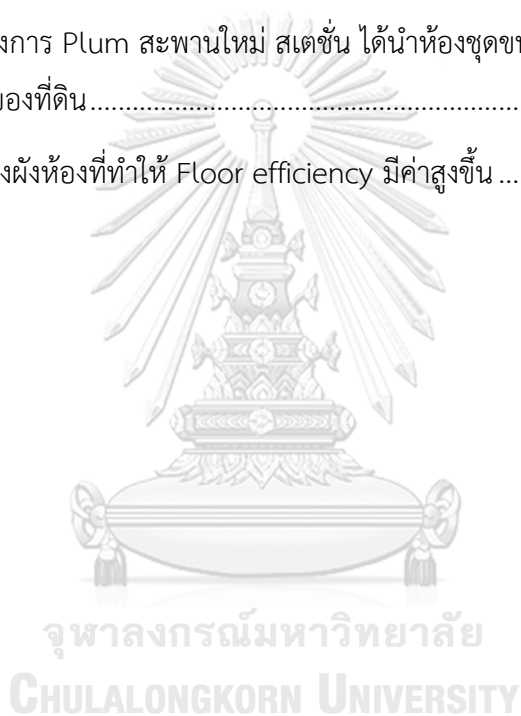 งการ Plum สะพานใหม่ สเตชั่น ได้นำห้องชุดขน
ของที่ดิน........................................................
งผังห้องที่ทำให้ Floor efficiency มีค่าสูงขึ้น ...
จุฬาลงกรณ์มหาวิทยาลัย
CHULALONGKORN UNIVERSITY